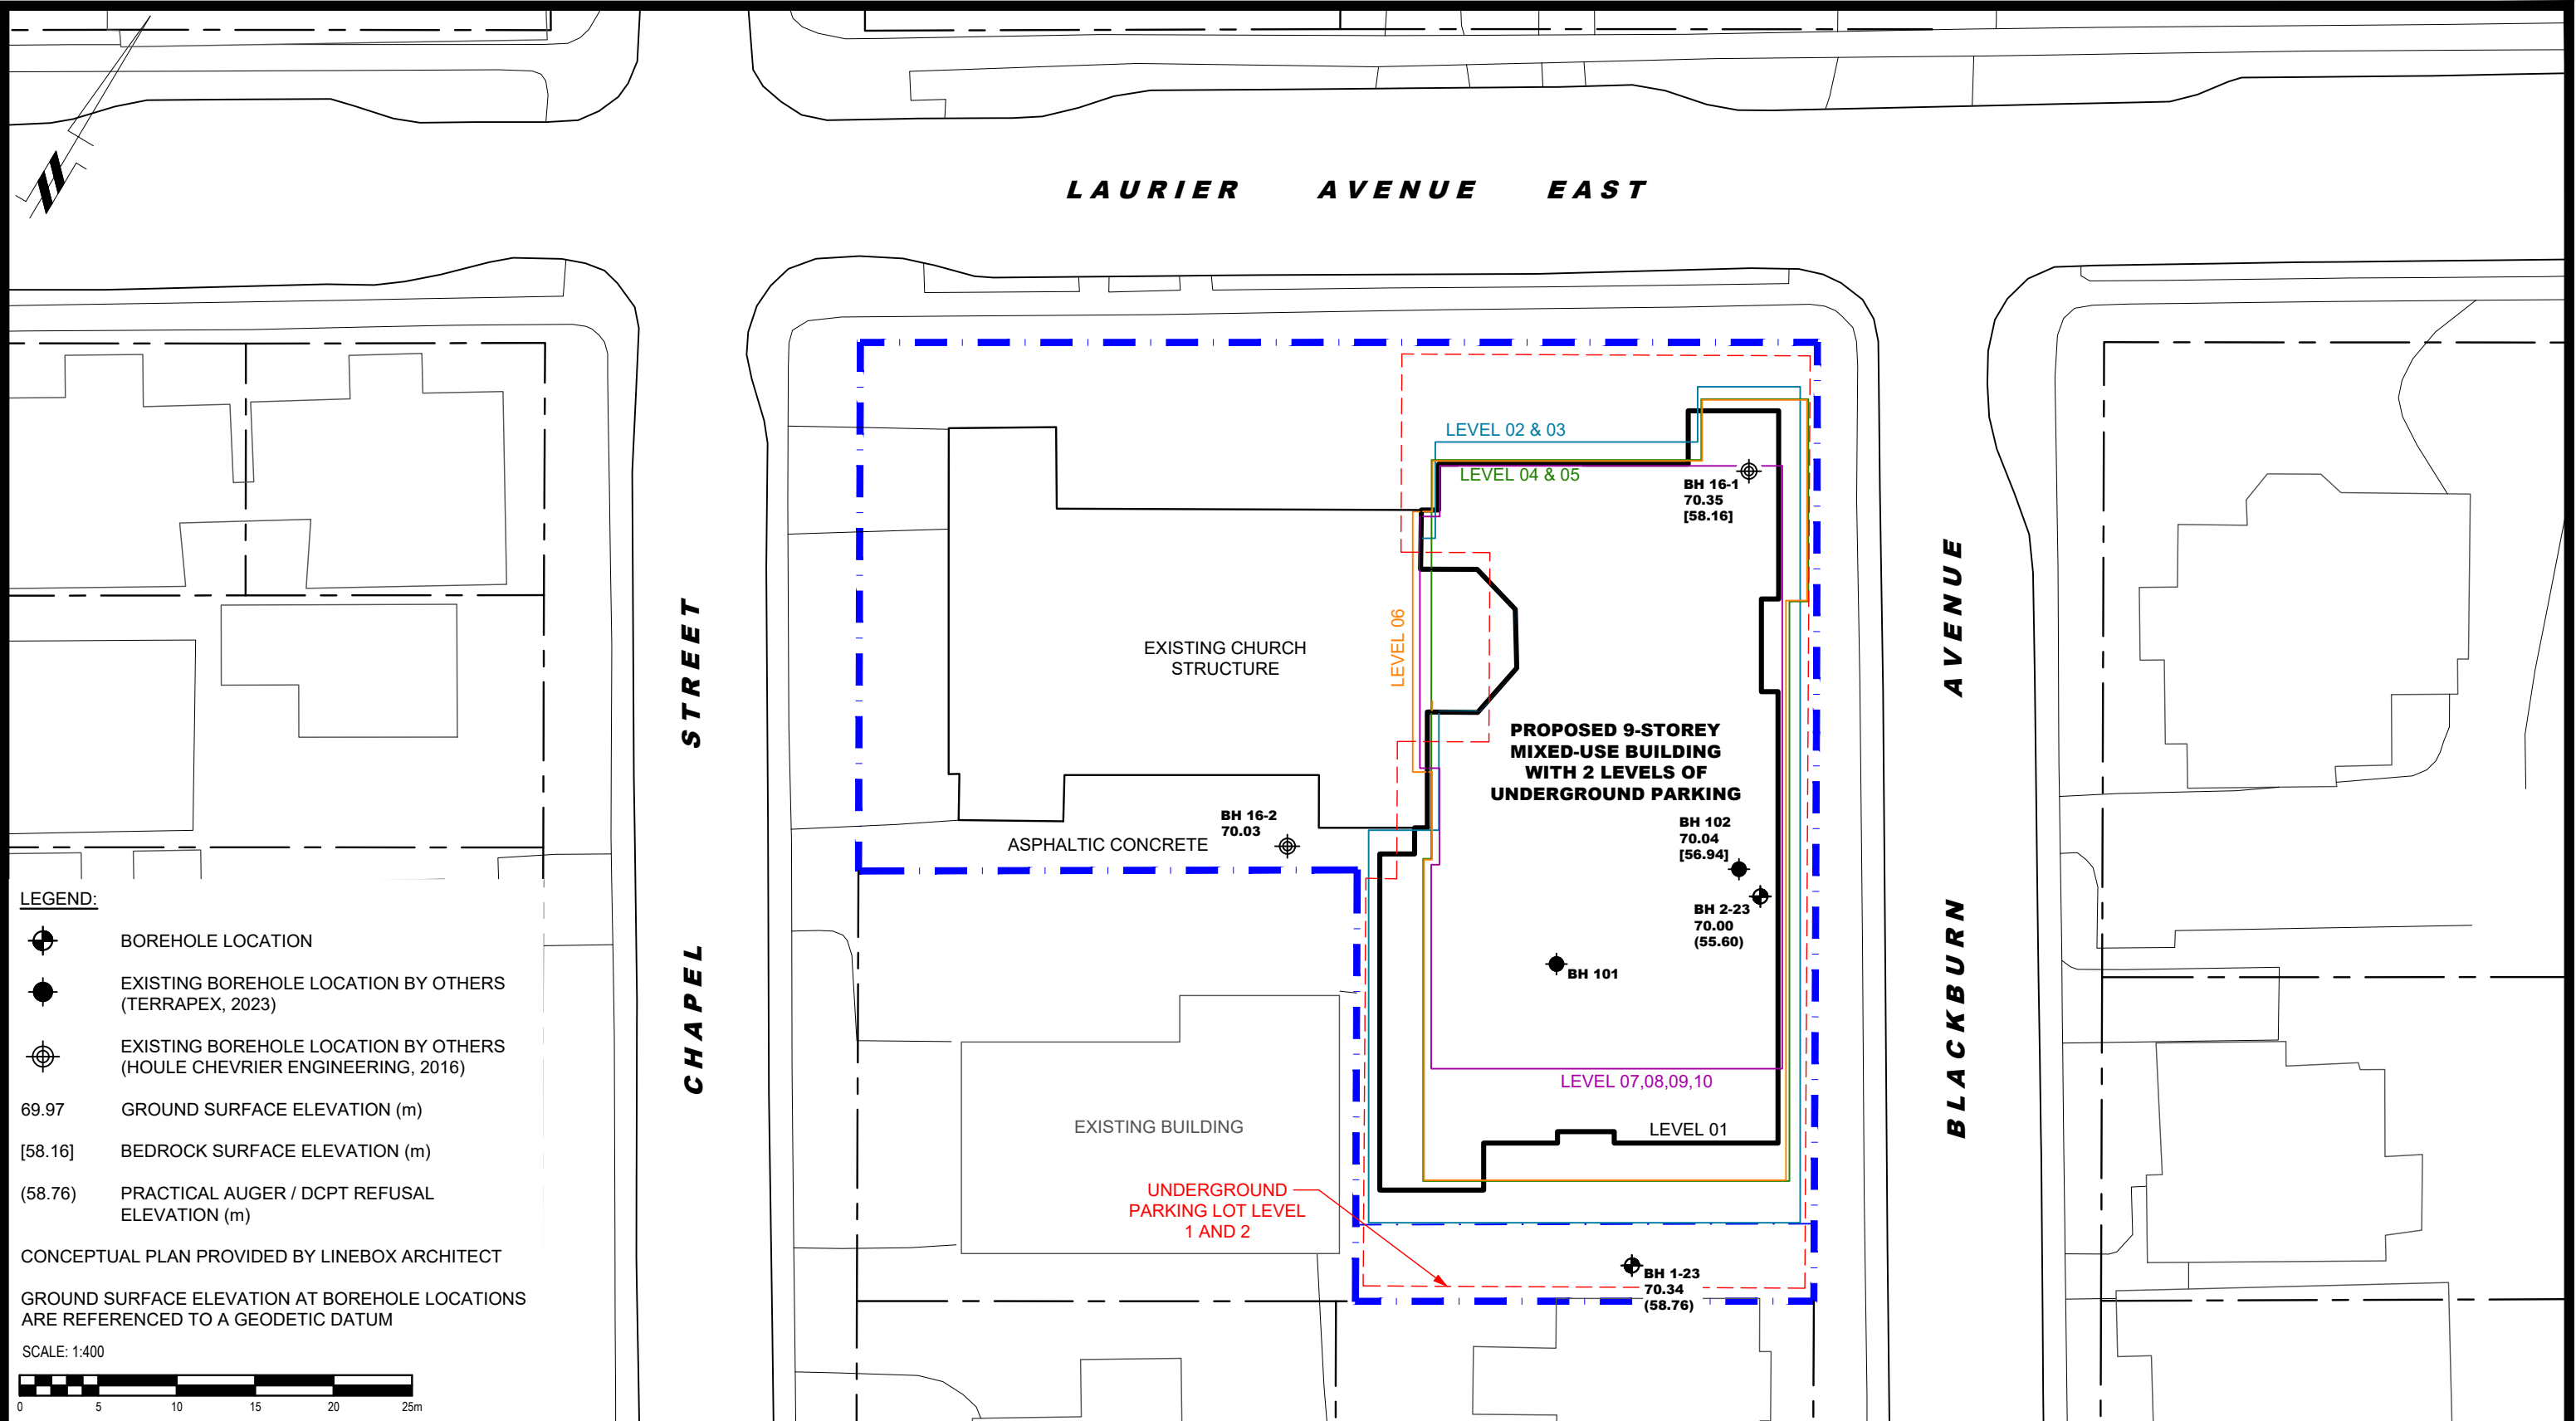 LAURIER AVENUE EAST
CHAPEL STREET
BLACKBURN AVENUE
LEVEL 02 & 03
LEVEL 04 & 05
BH 16-1
70.35
[58.16]
LEVEL 06
EXISTING CHURCH
STRUCTURE
PROPOSED 9-STOREY
MIXED-USE BUILDING
WITH 2 LEVELS OF
UNDERGROUND PARKING
BH 16-2
70.03
ASPHALTIC CONCRETE
BH 102
70.04
[56.94]
BH 2-23
70.00
(55.60)
BH 101
LEVEL 07,08,09,10
LEVEL 01
EXISTING BUILDING
UNDERGROUND
PARKING LOT LEVEL
1 AND 2
BH 1-23
70.34
(58.76)
LEGEND:
BOREHOLE LOCATION
EXISTING BOREHOLE LOCATION BY OTHERS
(TERRAPEX, 2023)
EXISTING BOREHOLE LOCATION BY OTHERS
(HOULE CHEVRIER ENGINEERING, 2016)
69.97 GROUND SURFACE ELEVATION (m)
[58.16] BEDROCK SURFACE ELEVATION (m)
(58.76) PRACTICAL AUGER / DCPT REFUSAL
ELEVATION (m)
CONCEPTUAL PLAN PROVIDED BY LINEBOX ARCHITECT
GROUND SURFACE ELEVATION AT BOREHOLE LOCATIONS
ARE REFERENCED TO A GEODETIC DATUM
SCALE: 1:400
0 5 10 15 20 25m